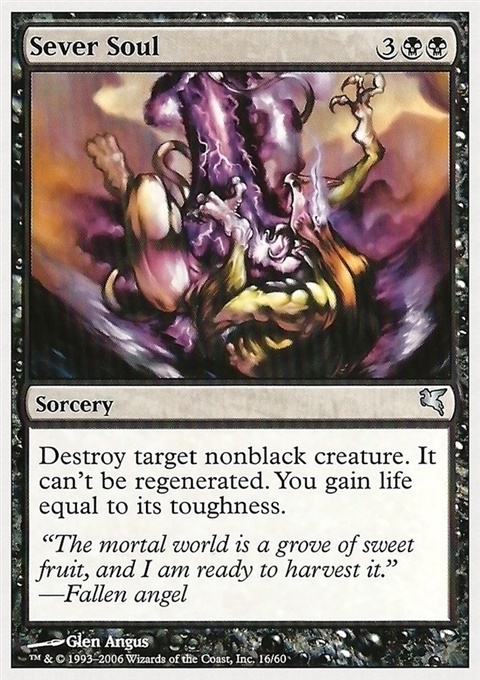 Sever Soul 3
Sorcery
Destroy target nonblack creature. It
can't be regenerated. You gain life
equal to its toughness.
“The mortal world is a grove of sweet
fruit, and I am ready to harvest it.”
—Fallen angel
Glen Angus
™ & © 1993–2006 Wizards of the Coast, Inc. 16/60